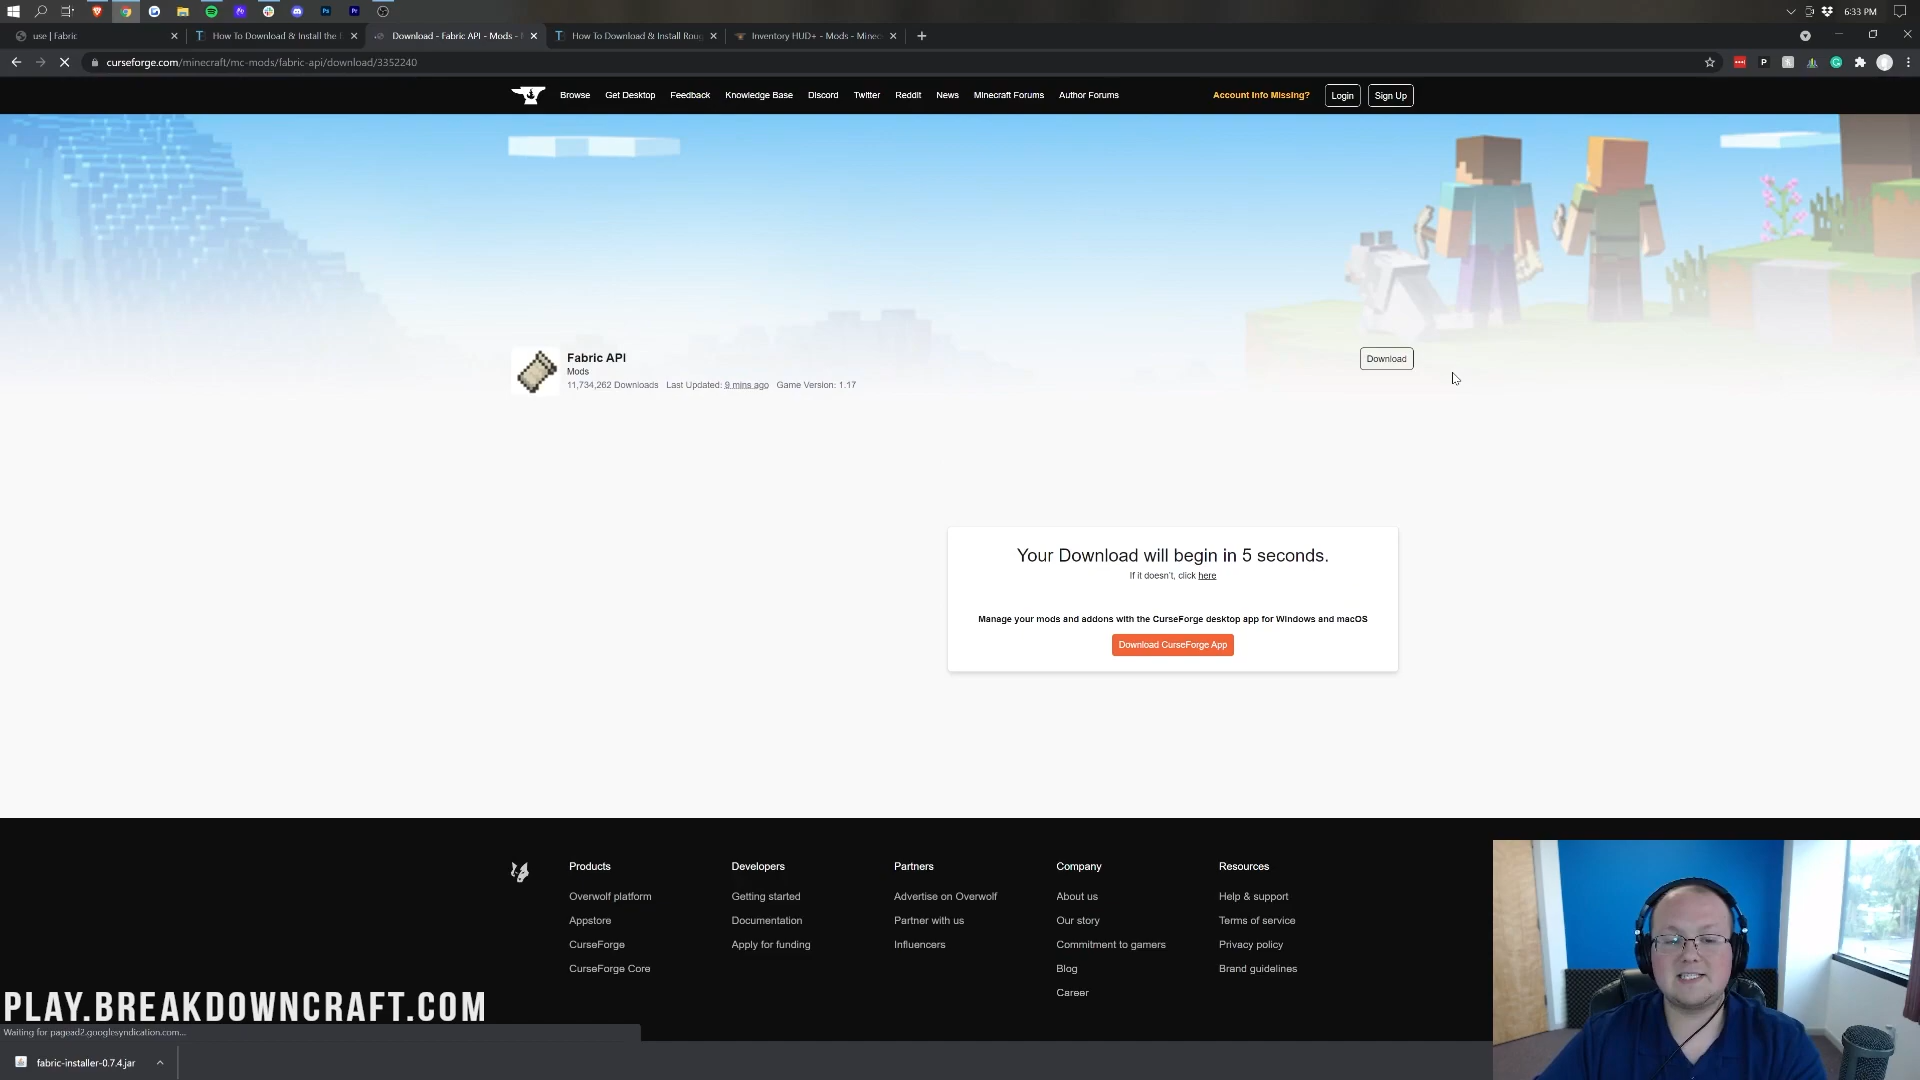 6:33 PM
use | Fabric
How To Download & Install the
Download - Fabric API - Mods -
How To Download & Install Rou
Inventory HUD+ - Mods - Minec
curseforge.com/minecraft/mc-mods/fabric-api/download/3352240
Browse
Get Desktop
Feedback
Knowledge Base
Discord
Twitter
Reddit
News
Minecraft Forums
Author Forums
Account Info Missing?
Login
Sign Up
Fabric API
Mods
11,734,262 Downloads Last Updated: 9 mins ago Game Version: 1.17
Download
Your Download will begin in 5 seconds.
If it doesn't, click here
Manage your mods and addons with the CurseForge desktop app for Windows and macOS
Download CurseForge App
Products
Overwolf platform
Appstore
CurseForge
CurseForge Core
Developers
Getting started
Documentation
Apply for funding
Partners
Advertise on Overwolf
Partner with us
Influencers
Company
About us
Our story
Commitment to gamers
Blog
Career
Resources
Help & support
Terms of service
Privacy policy
Brand guidelines
PLAY.BREAKDOWNCRAFT.COM
Waiting for pagead2.googlesyndication.com...
fabric-installer-0.7.4.jar